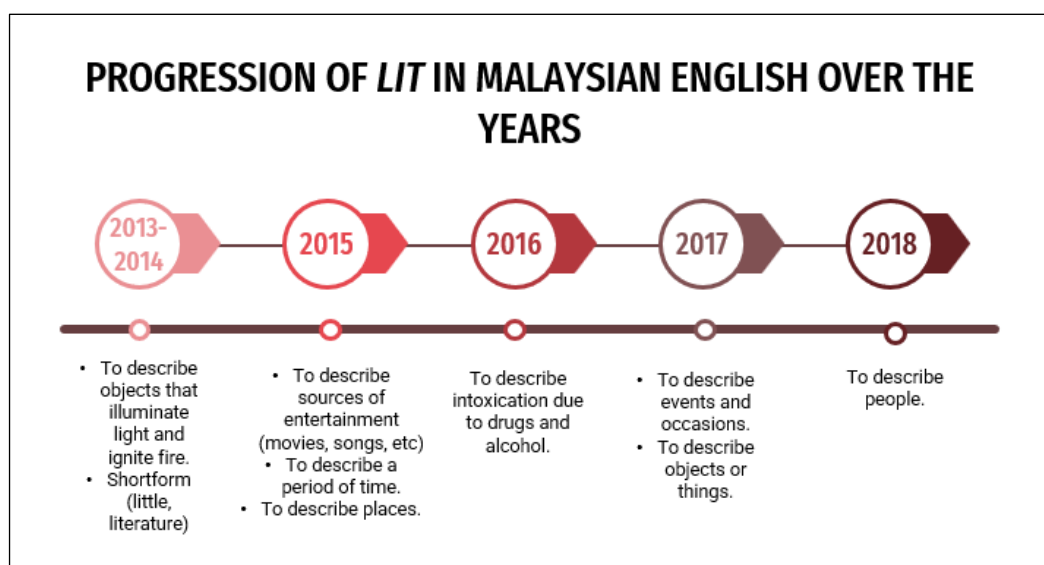 PROGRESSION OF LIT IN MALAYSIAN ENGLISH OVER THE
YEARS
2013-
2014
2015
2016
2017
2018
• To describe
objects that
illuminate
light and
ignite fire.
• Shortform
(little,
literature)
• To describe
sources of
entertainment
(movies, songs, etc)
• To describe a
period of time.
• To describe places.
To describe
intoxication due
to drugs and
alcohol.
• To describe
events and
occasions.
• To describe
objects or
things.
To describe
people.